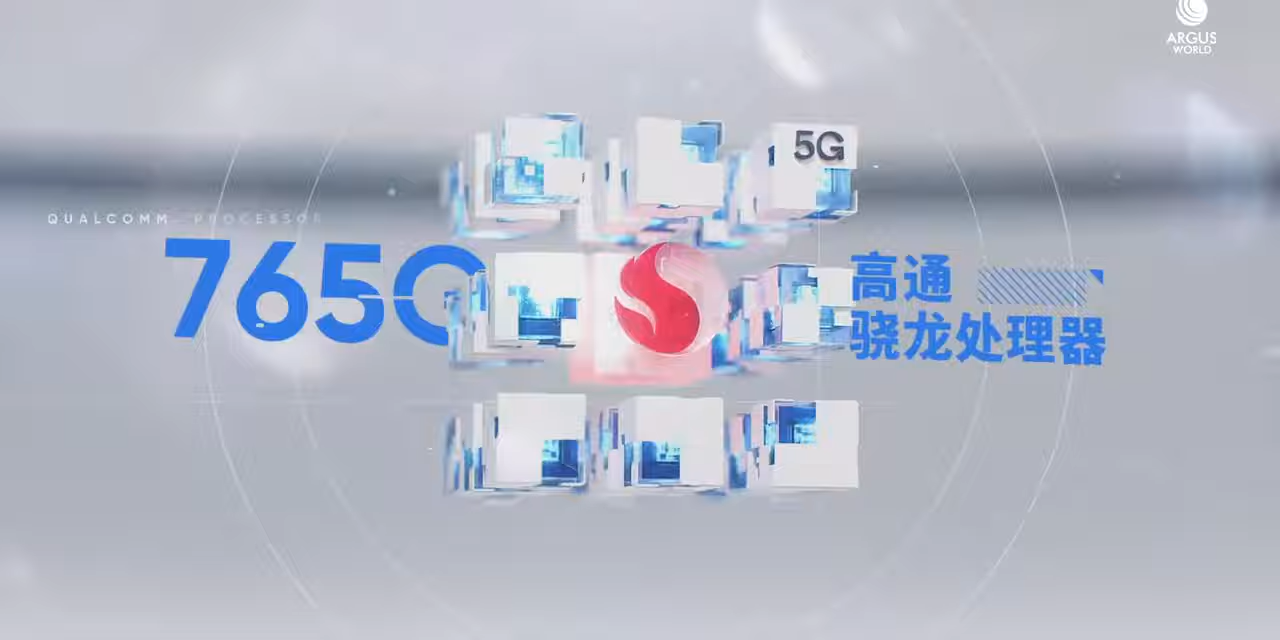 ARGUS
WORLD
5G
QUALCOMM PROCESSOR
765G
高通
骁龙处理器